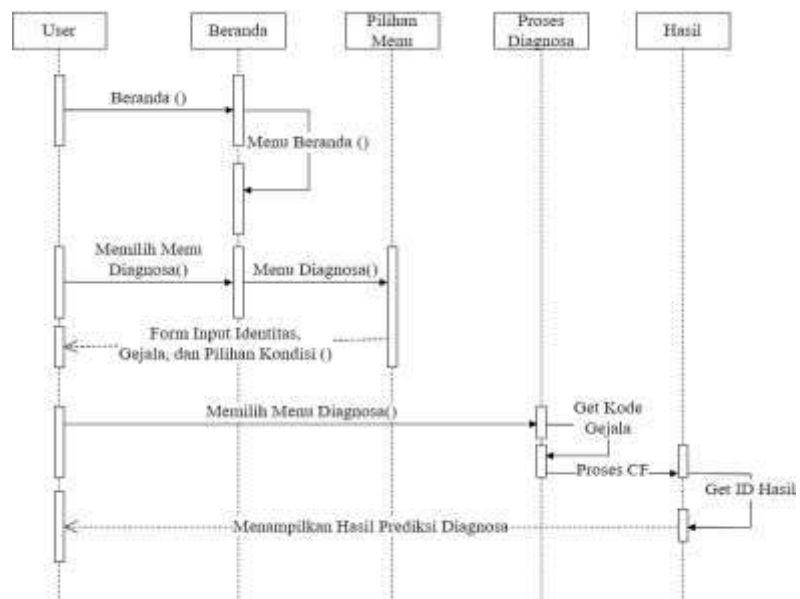 User
Beranda
Pilihan
Menu
Proses
Diagnosa
Hasil
Beranda ()
Menu Beranda ()
Memilih Menu
Diagnosa()
Menu Diagnosa()
Form Input Identitas,
Gejala, dan Pilihan Kondisi ()
Memilih Menu Diagnosa()
Get Kode
Gejala
Proses CF
Get ID Hasil
Menampilkan Hasil Prediksi Diagnosa